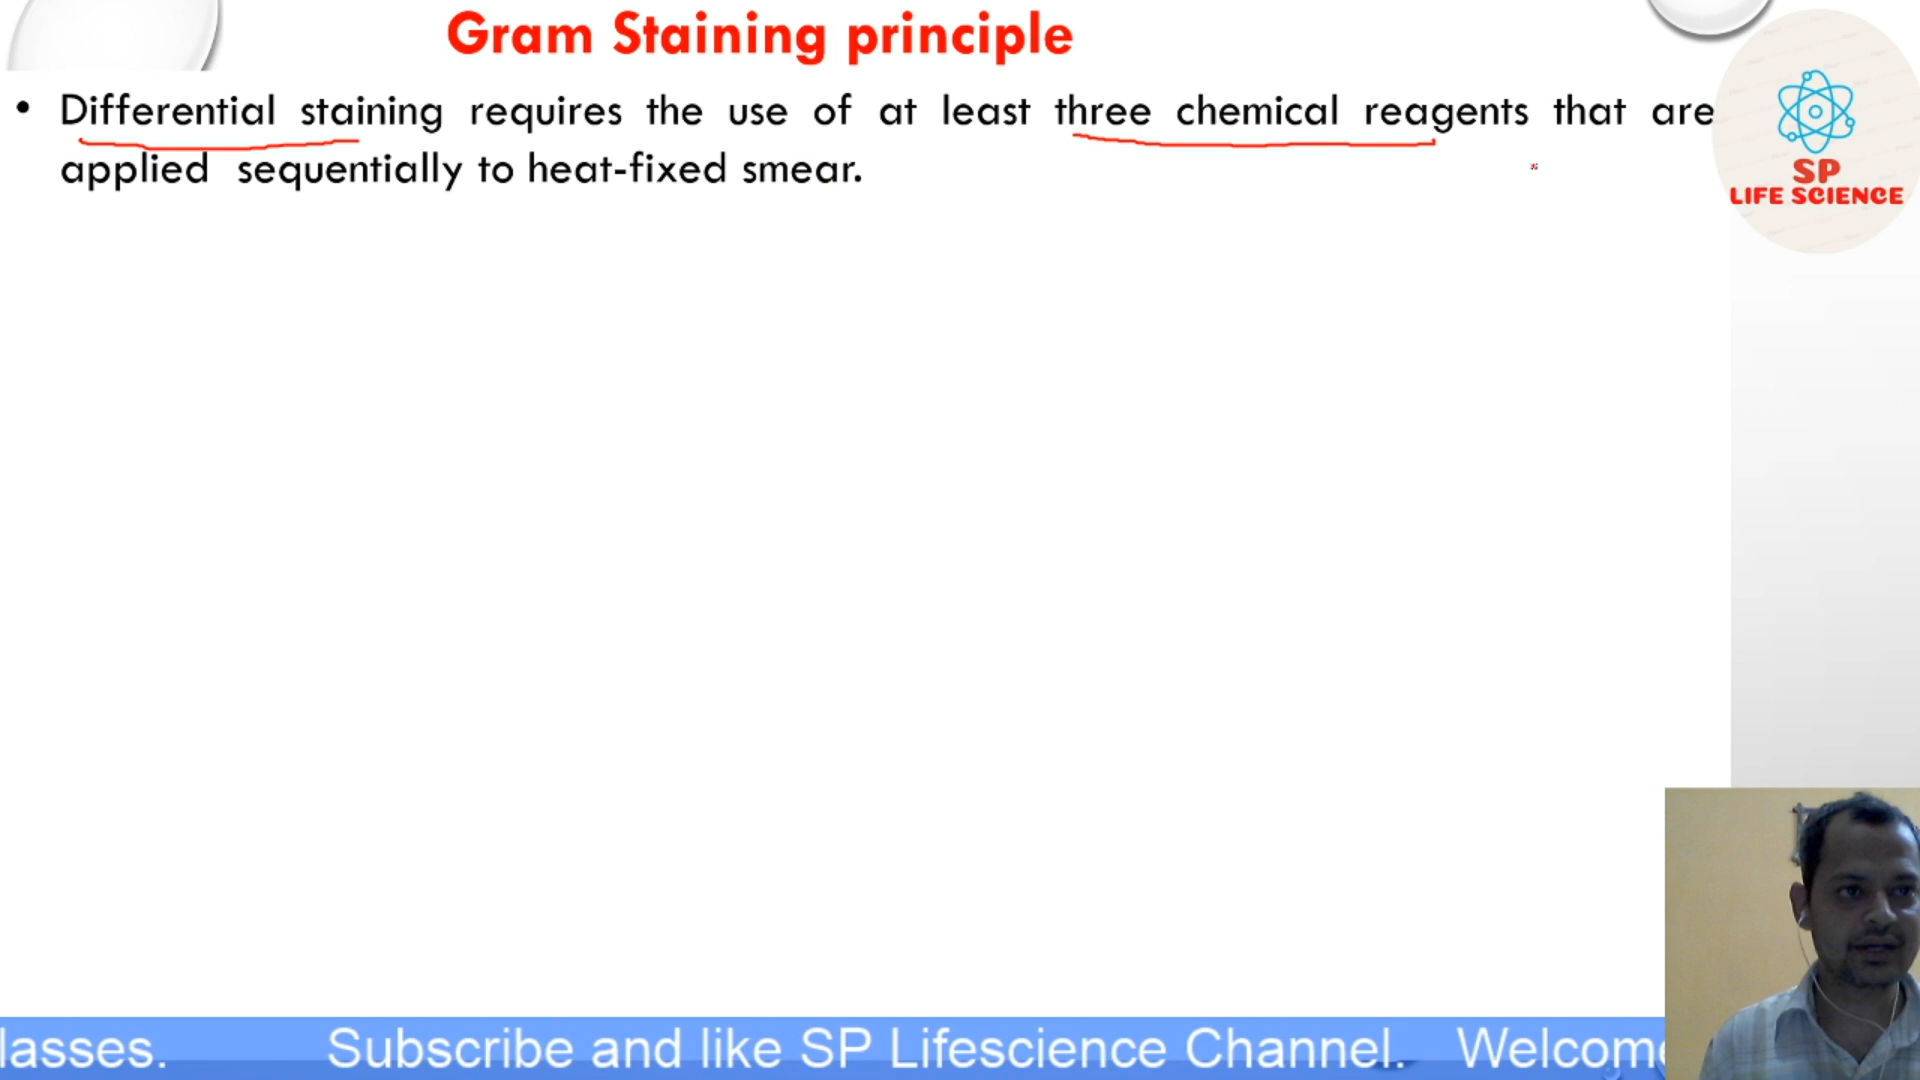 Gram Staining principle
• Differential staining requires the use of at least three chemical reagents that are
applied sequentially to heat-fixed smear.
SP
LIFE SCIENCE
lasses. Subscribe and like SP Lifescience Channel. Welcome